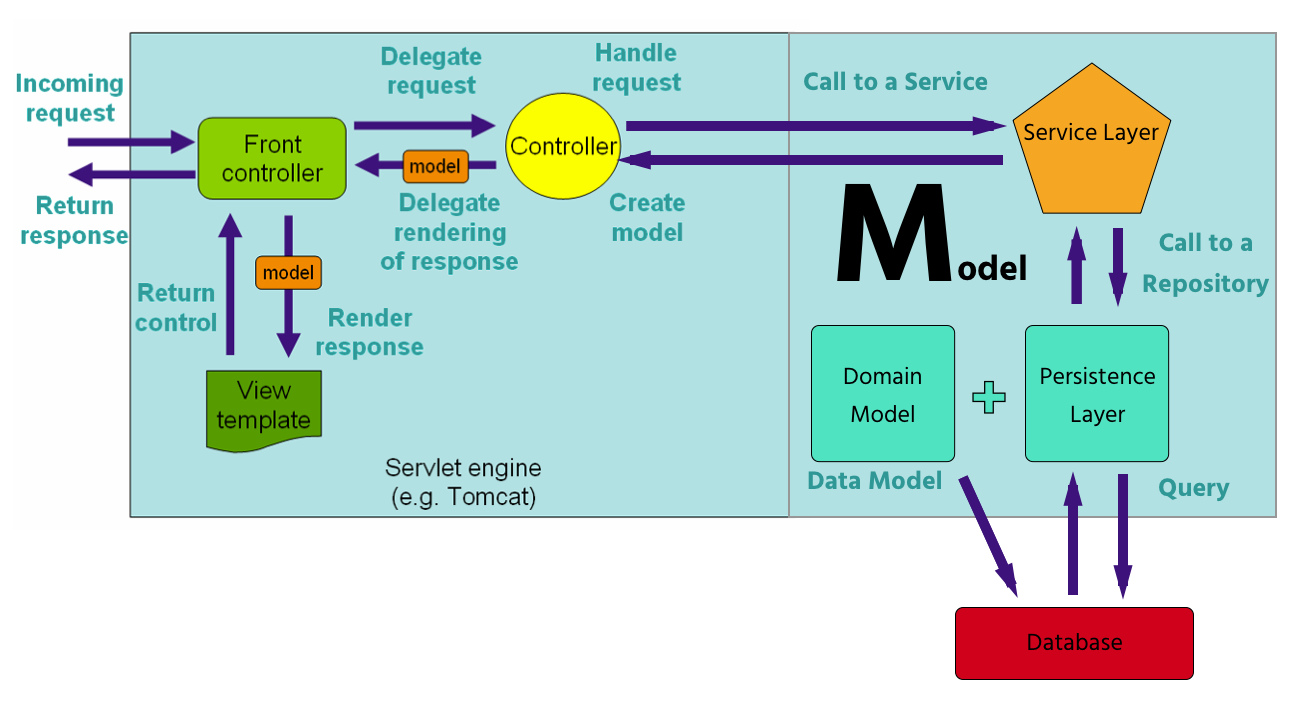 Incoming
request
Return
response
Front
controller
Delegate
request
model
Delegate
rendering
of response
Controller
Handle
request
Create
model
Return
control
model
Render
response
View
template
Servlet engine
(e.g. Tomcat)
Call to a Service
Service Layer
Model
Call to a
Repository
Domain
Model
Data Model
Persistence
Layer
Query
Database